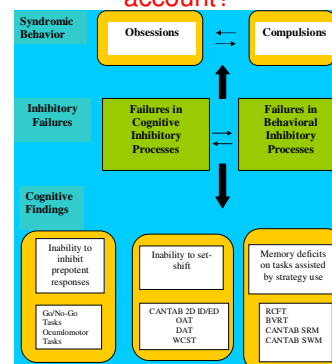 account?
Syndromic
Behavior
Obsessions
Compulsions
Inhibitory
Failures
Failures in
Cognitive
Inhibitory
Processes
Failures in
Behavioral
Inhibitory
Processes
Cognitive
Findings
Inability to
inhibit
prepotent
responses
Go/No-Go
Tasks
Ocumlomotor
Tasks
Inability to set-
shift
CANTAB 2D ID/ED
OAT
DAT
WCST
Memory deficits
on tasks assisted
by strategy use
RCFT
BVRT
CANTAB SRM
CANTAB SWM